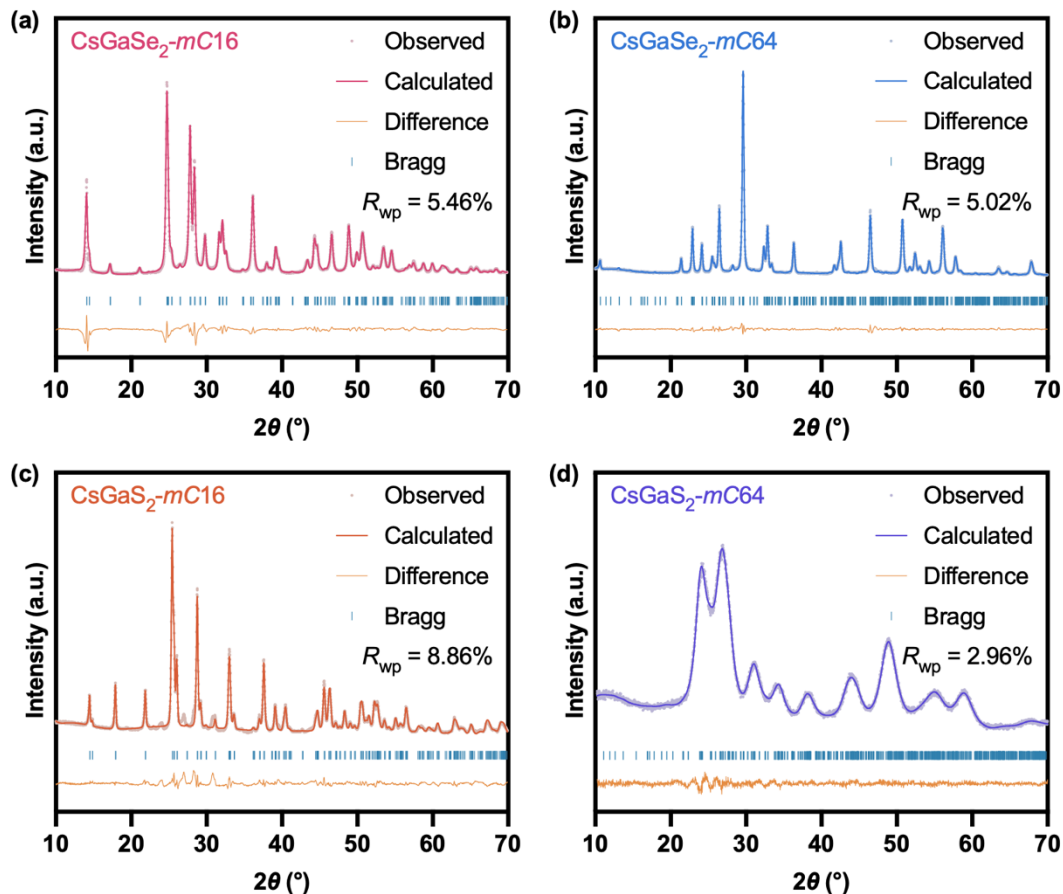 (a)
CsGaSe₂-mC16
Observed
Calculated
Difference
Bragg
Rwp = 5.46%
Intensity (a.u.)
10 20 30 40 50 60 70
2θ (°)
(b)
CsGaSe₂-mC64
Observed
Calculated
Difference
Bragg
Rwp = 5.02%
Intensity (a.u.)
10 20 30 40 50 60 70
2θ (°)
(c)
CsGaS₂-mC16
Observed
Calculated
Difference
Bragg
Rwp = 8.86%
Intensity (a.u.)
10 20 30 40 50 60 70
2θ (°)
(d)
CsGaS₂-mC64
Observed
Calculated
Difference
Bragg
Rwp = 2.96%
Intensity (a.u.)
10 20 30 40 50 60 70
2θ (°)